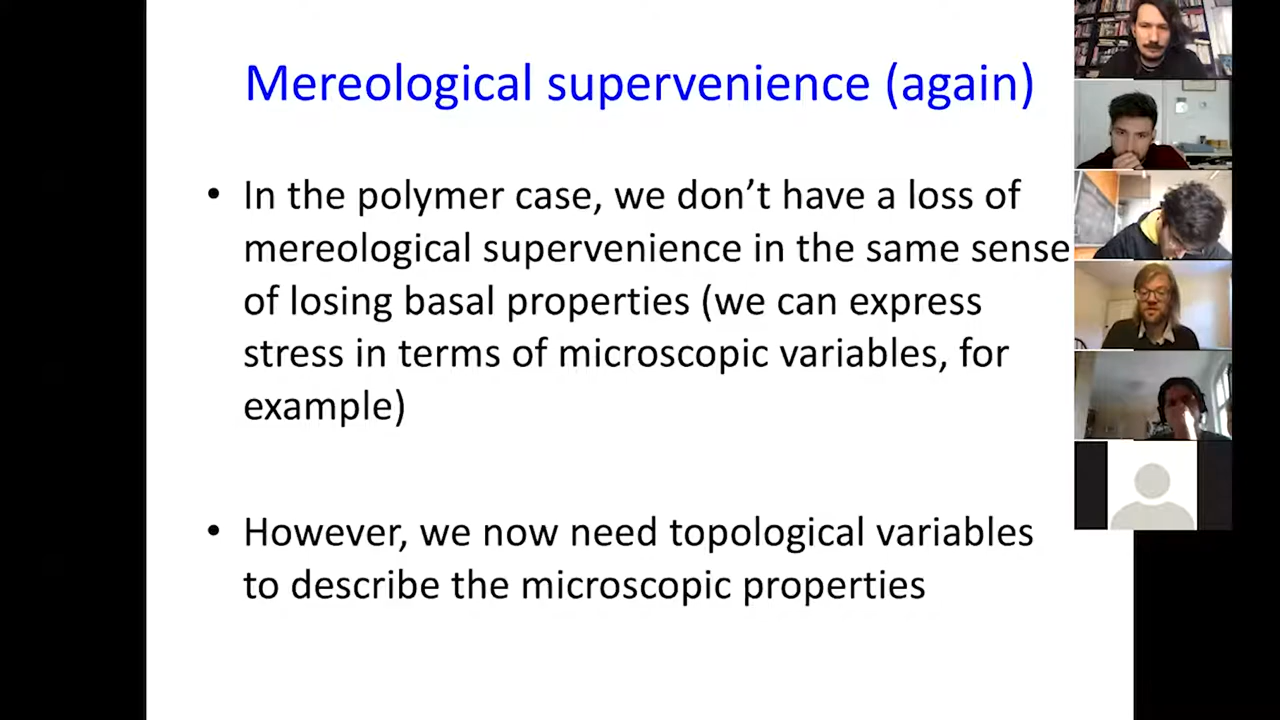 Mereological supervenience (again)
• In the polymer case, we don’t have a loss of
mereological supervenience in the same sense
of losing basal properties (we can express
stress in terms of microscopic variables, for
example)
• However, we now need topological variables
to describe the microscopic properties